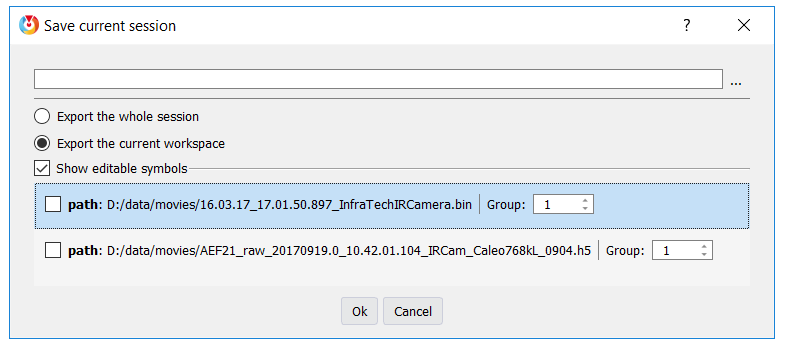 Save current session ?
...
Export the whole session
Export the current workspace
Show editable symbols
path: D:/data/movies/16.03.17_17.01.50.897_InfraTechIRCamera.bin Group: 1
path: D:/data/movies/AEF21_raw_20170919.0_10.42.01.104_IRCam_Caleo768kL_0904.h5 Group: 1
Ok Cancel